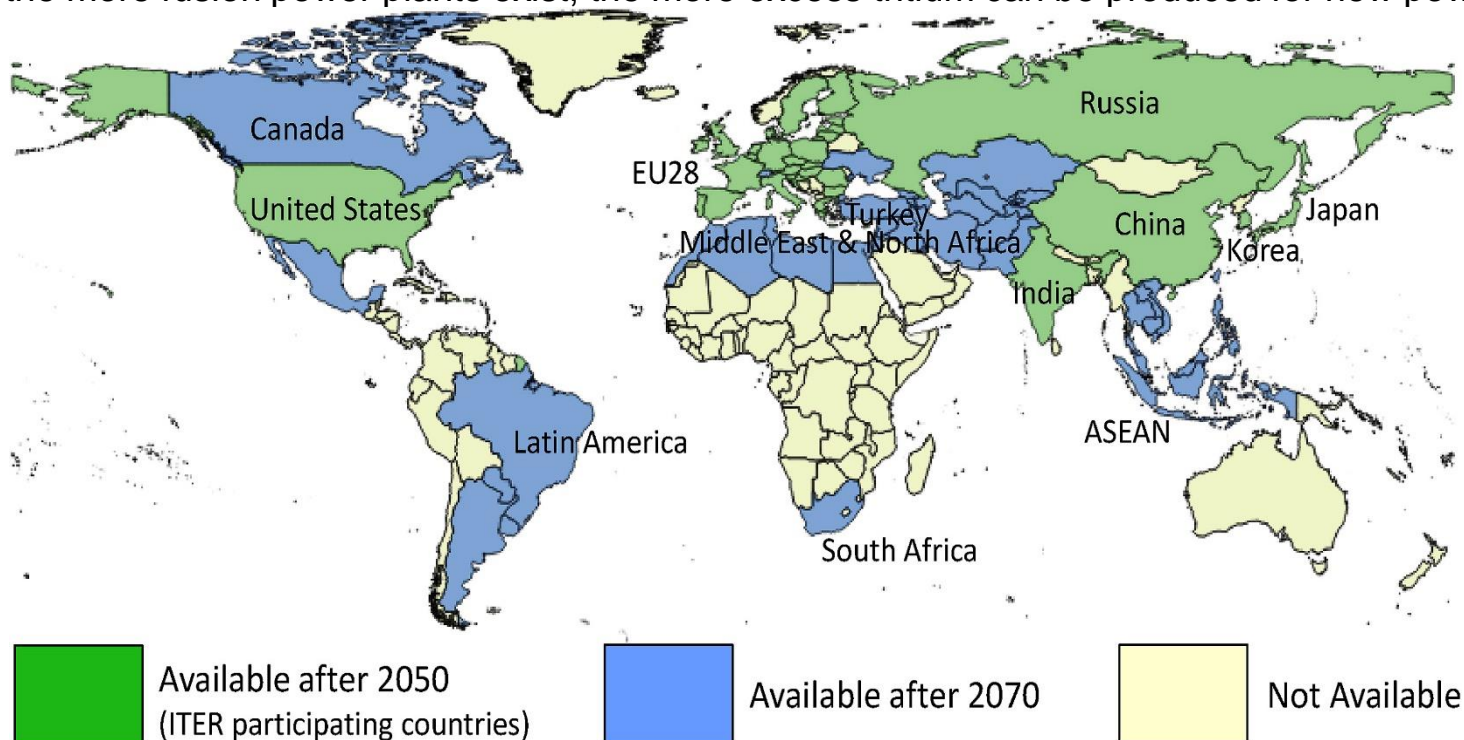 the more fusion power plants exist, the more excess tritium can be produced for new pow
Canada
Russia
EU28
United States
Turkey
China
Japan
Middle East & North Africa
Korea
India
Latin America
ASEAN
South Africa
Available after 2050
(ITER participating countries)
Available after 2070
Not Available